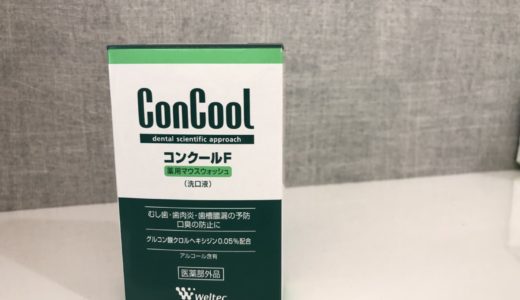 ConCool
dental scientific approach
コンクールF
薬用マウスウォッシュ
(洗口液)
むし歯・歯肉炎・歯槽膿漏の予防
口臭の防止に
グルコン酸クロルヘキシジン0.05%配合
アルコール含有
医薬部外品
Weltec